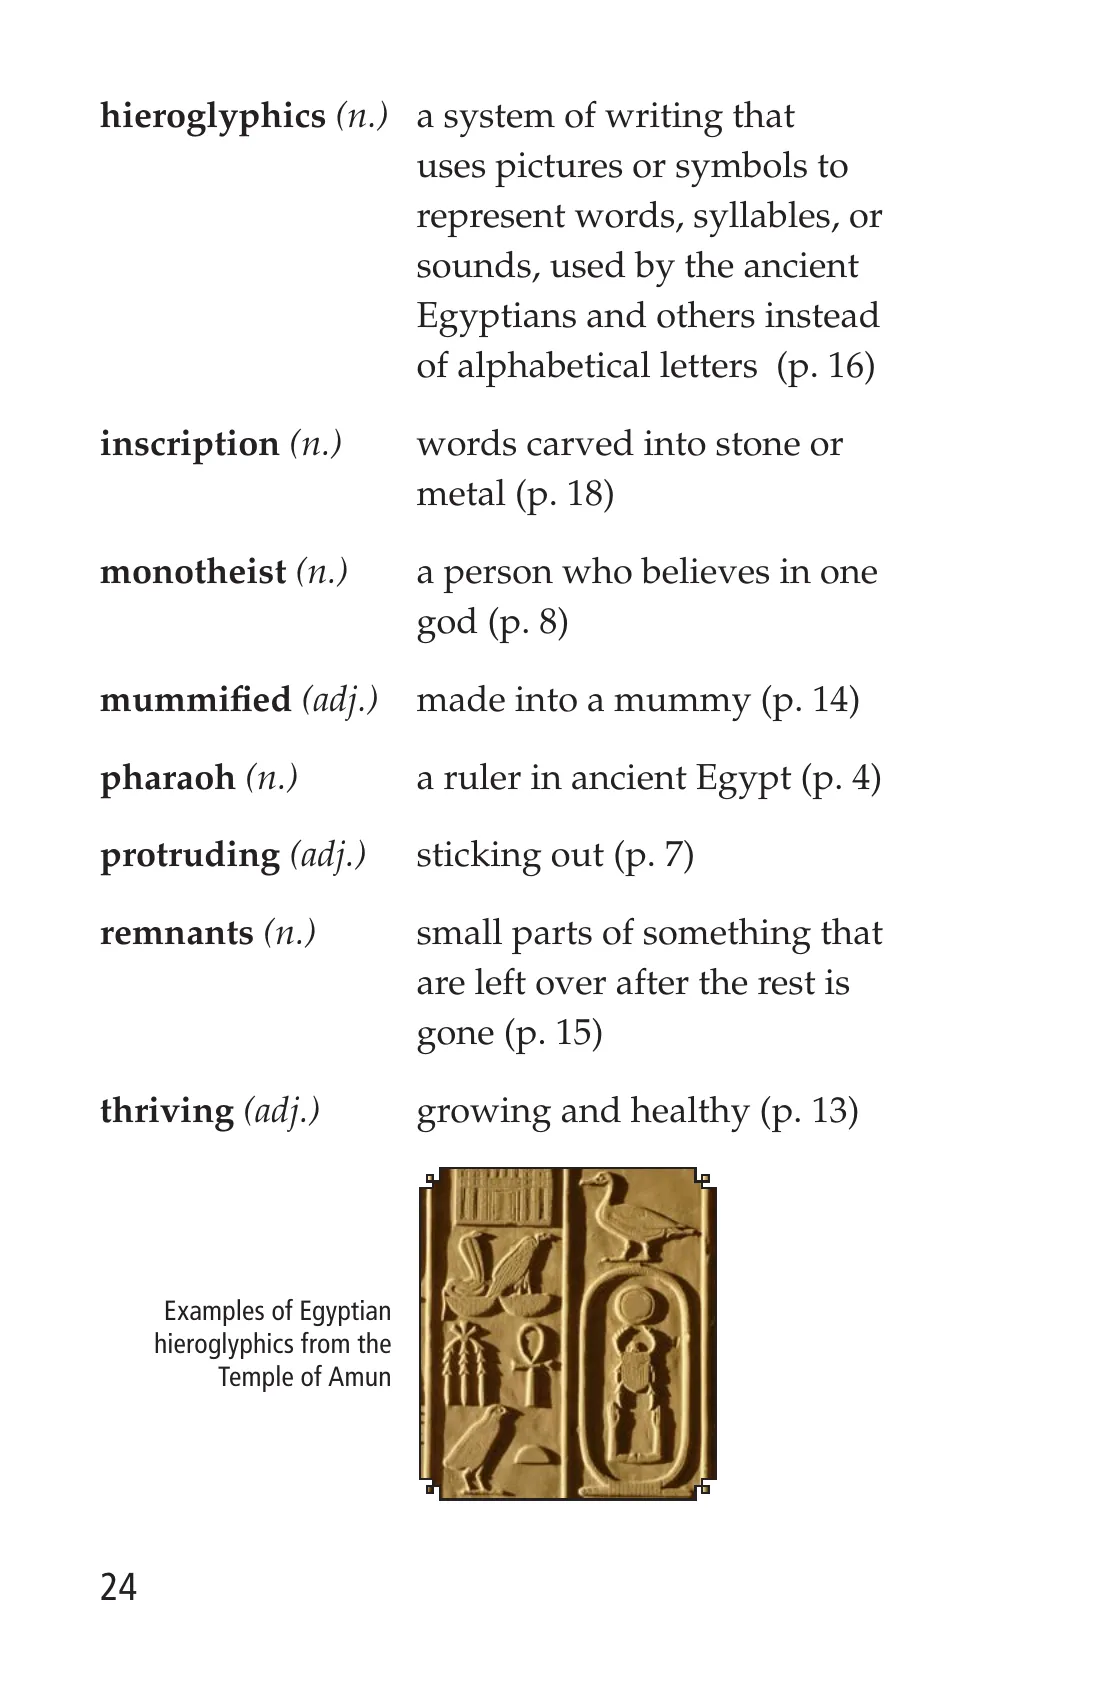 hieroglyphics (n.) a system of writing that
uses pictures or symbols to
represent words, syllables, or
sounds, used by the ancient
Egyptians and others instead
of alphabetical letters (p. 16)
inscription (n.) words carved into stone or
metal (p. 18)
monotheist (n.) a person who believes in one
god (p. 8)
mummified (adj.) made into a mummy (p. 14)
pharaoh (n.) a ruler in ancient Egypt (p. 4)
protruding (adj.) sticking out (p. 7)
remnants (n.) small parts of something that
are left over after the rest is
gone (p. 15)
thriving (adj.) growing and healthy (p. 13)
Examples of Egyptian
hieroglyphics from the
Temple of Amun
24